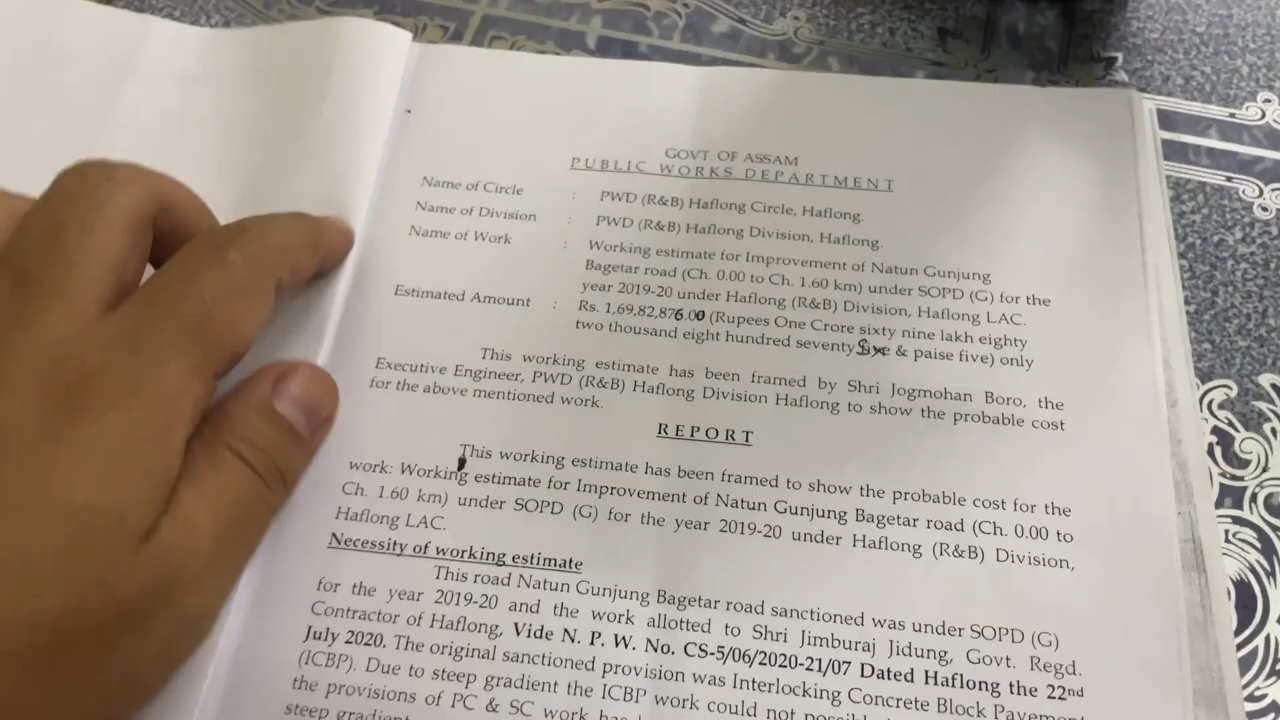 GOVT. OF ASSAM
PUBLIC WORKS DEPARTMENT
Name of Circle : PWD (R&B) Haflong Circle, Haflong.
Name of Division : PWD (R&B) Haflong Division, Haflong.
Name of Work : Working estimate for Improvement of Natun Gunjung
Bagetar road (Ch. 0.00 to Ch. 1.60 km) under SOPD (G) for the
year 2019-20 under Haflong (R&B) Division, Haflong LAC.
Estimated Amount : Rs. 1,69,82,876.00 (Rupees One Crore sixty nine lakh eighty
two thousand eight hundred seventy & paise five) only
This working estimate has been framed by Shri Jogmohan Boro, the
Executive Engineer, PWD (R&B) Haflong Division Haflong to show the probable cost
for the above mentioned work.
REPORT
This working estimate has been framed to show the probable cost for the
work: Working estimate for Improvement of Natun Gunjung Bagetar road (Ch. 0.00 to
Ch. 1.60 km) under SOPD (G) for the year 2019-20 under Haflong (R&B) Division,
Haflong LAC.
Necessity of working estimate
This road Natun Gunjung Bagetar road sanctioned was under SOPD (G)
for the year 2019-20 and the work allotted to Shri Jimburaj Jidung, Govt. Regd.
Contractor of Haflong, Vide N. P. W. No. CS-5/06/2020-21/07 Dated Haflong the 22nd
July 2020. The original sanctioned provision was Interlocking Concrete Block Pavement
(ICBP). Due to steep gradient the ICBP work could not
the provisions of PC & SC work
steep